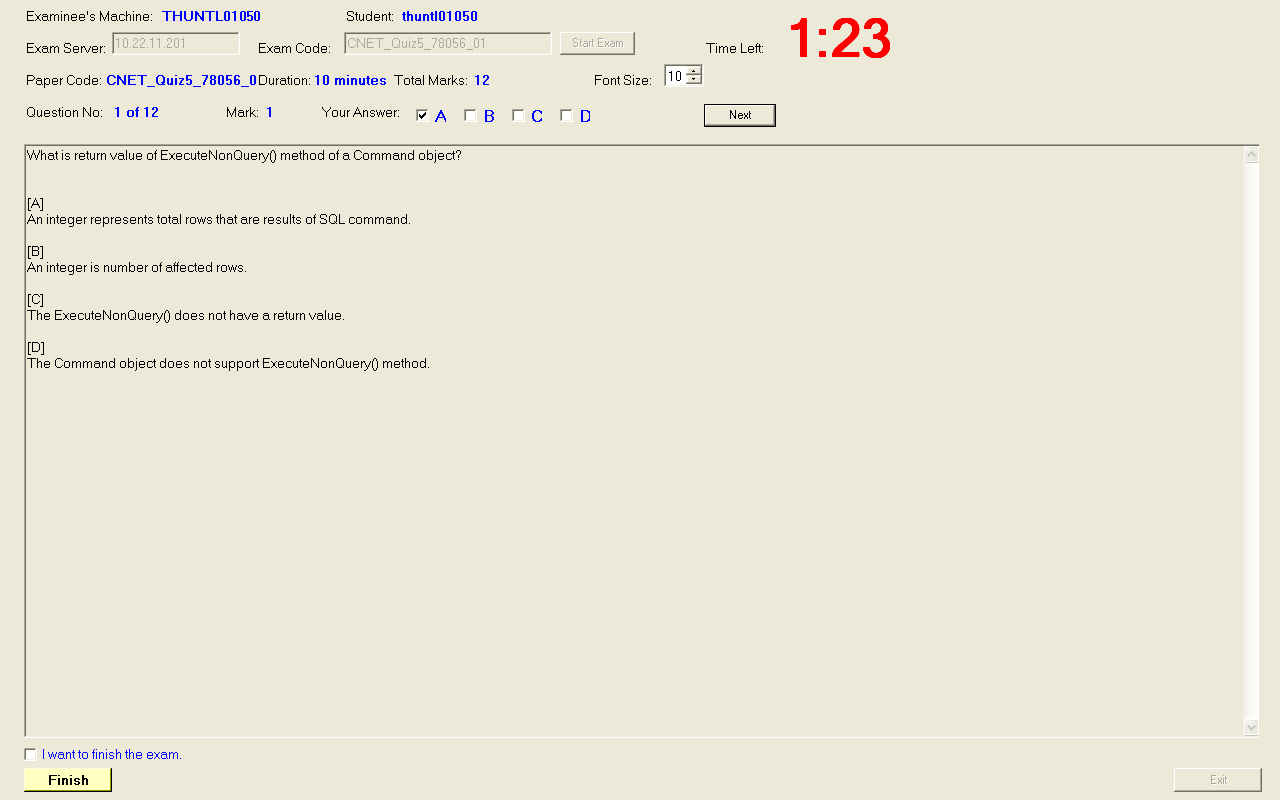 Examinee's Machine: THUNTL01050 Student: thuntl01050 1:23
Exam Server: 10.22.11.201 Exam Code: CNET_Quiz5_78056_01 Start Exam Time Left:
Paper Code: CNET_Quiz5_78056_0 Duration: 10 minutes Total Marks: 12 Font Size: 10
Question No: 1 of 12 Mark: 1 Your Answer: A B C D Next
What is return value of ExecuteNonQuery() method of a Command object?
[A]
An integer represents total rows that are results of SQL command.
[B]
An integer is number of affected rows.
[C]
The ExecuteNonQuery() does not have a return value.
[D]
The Command object does not support ExecuteNonQuery() method.
I want to finish the exam.
Finish Exit